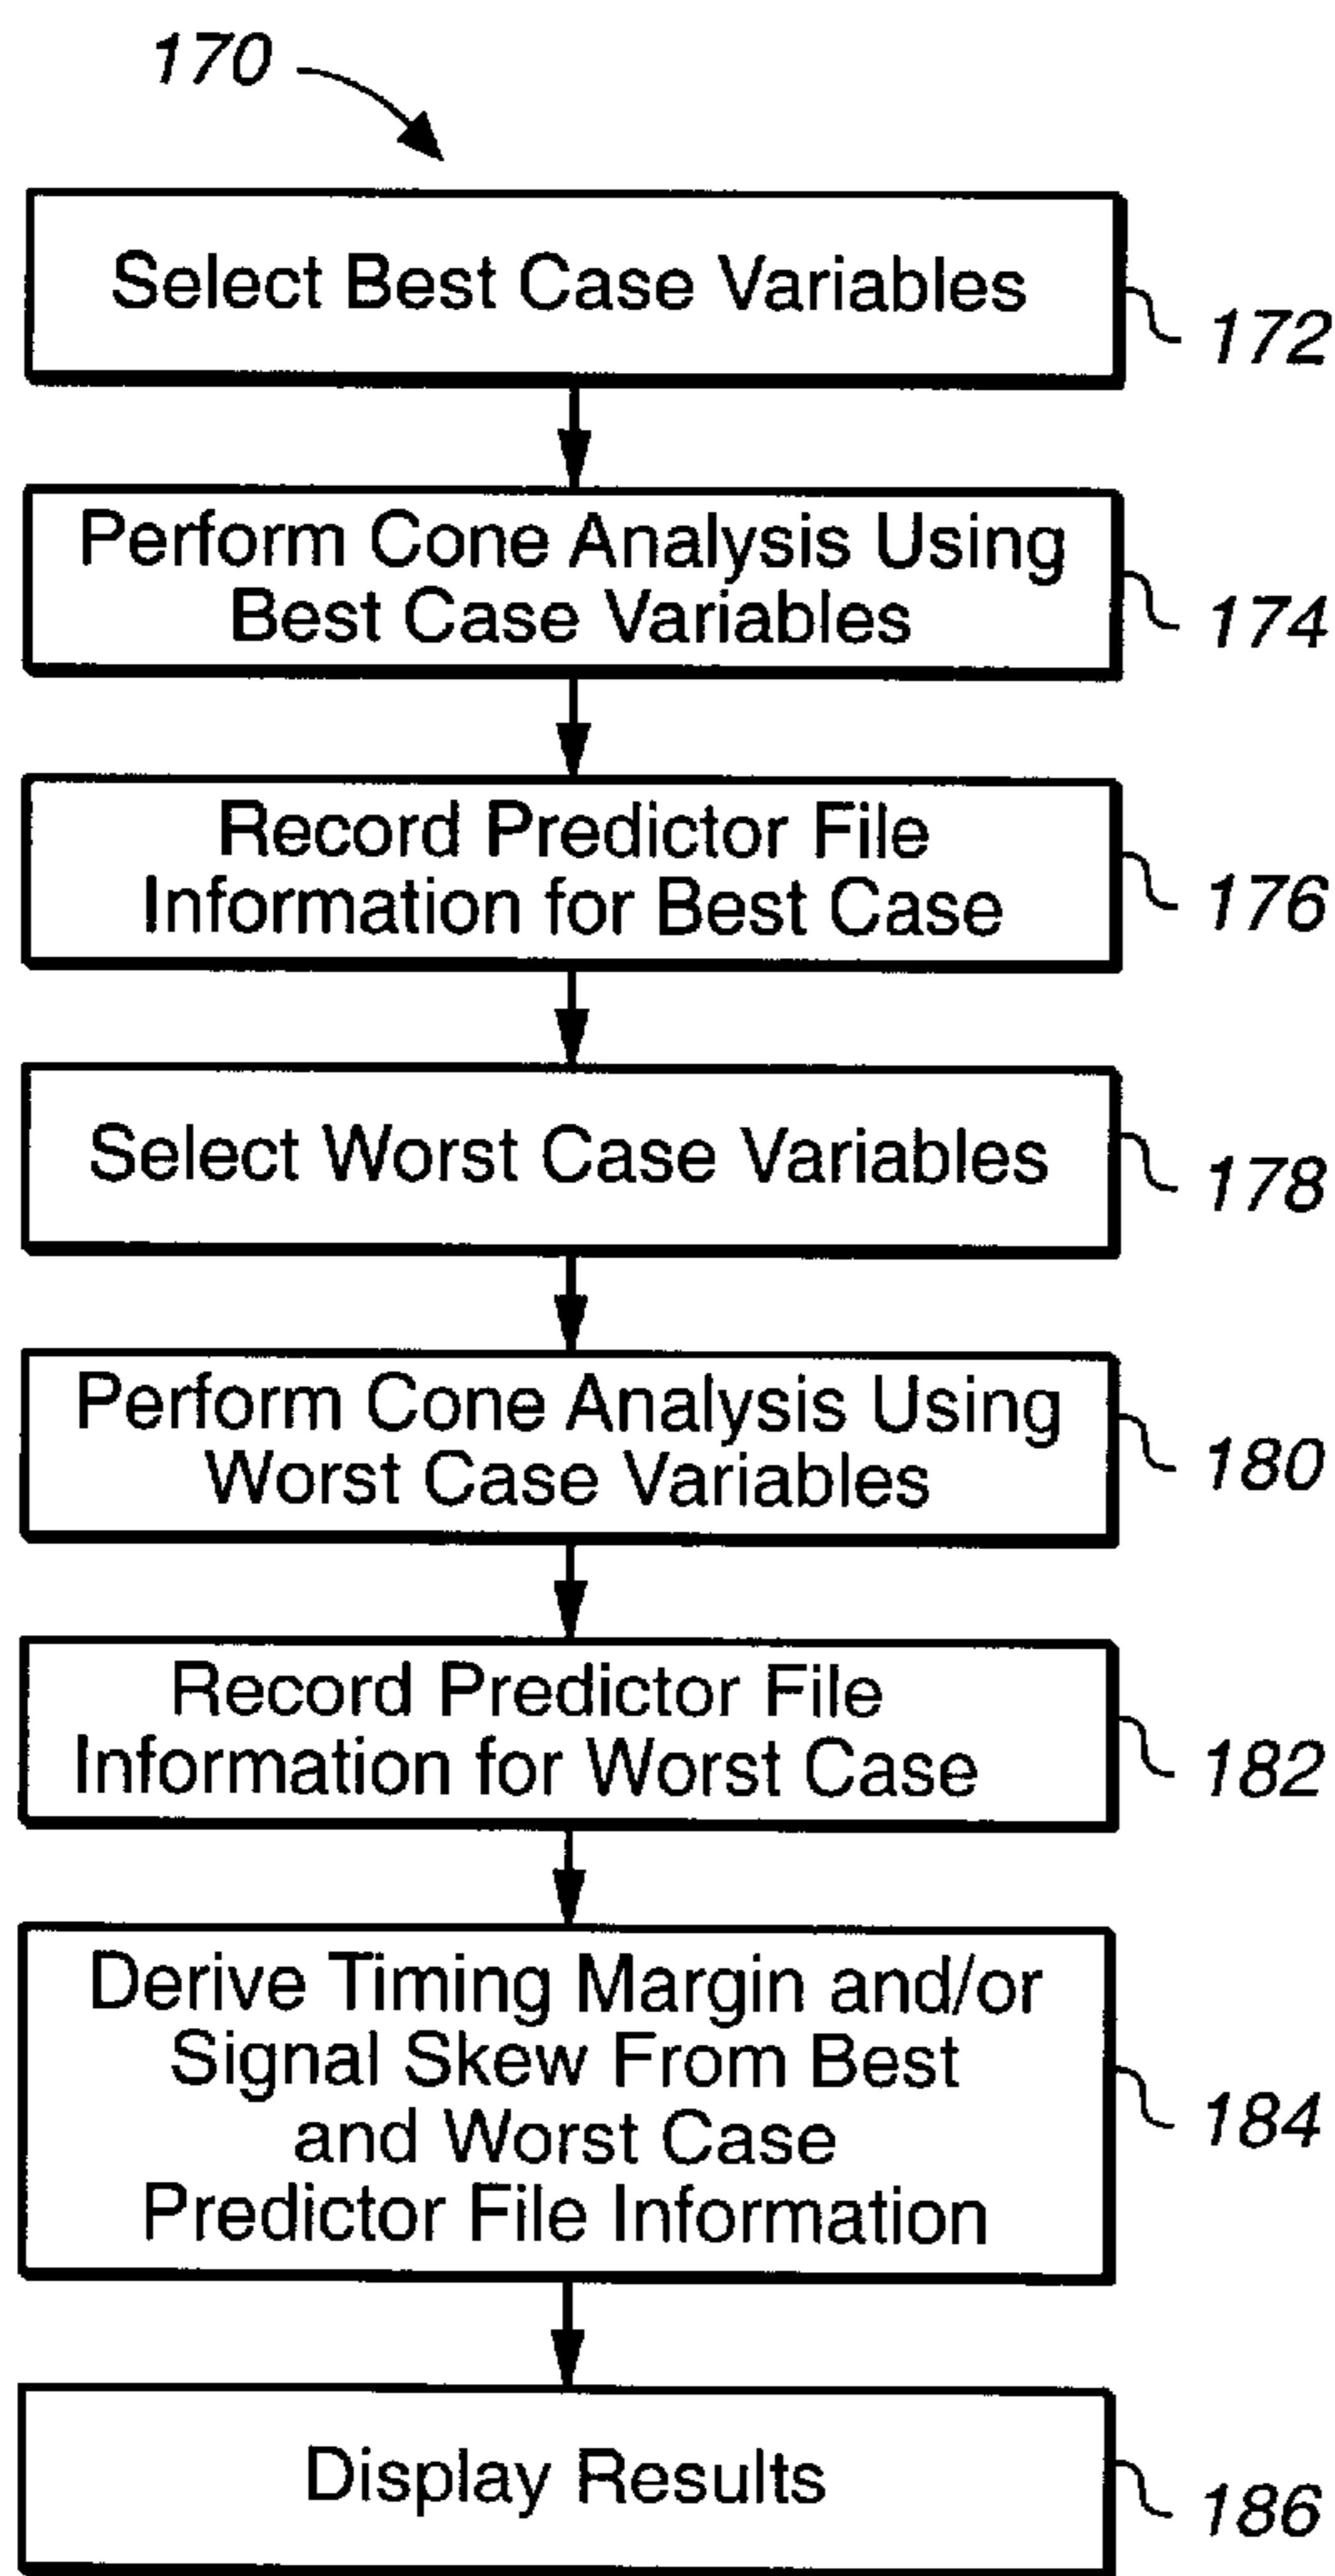 170
Select Best Case Variables
172
Perform Cone Analysis Using
Best Case Variables
174
Record Predictor File
Information for Best Case
176
Select Worst Case Variables
178
Perform Cone Analysis Using
Worst Case Variables
180
Record Predictor File
Information for Worst Case
182
Derive Timing Margin and/or
Signal Skew From Best
and Worst Case
Predictor File Information
184
Display Results
186